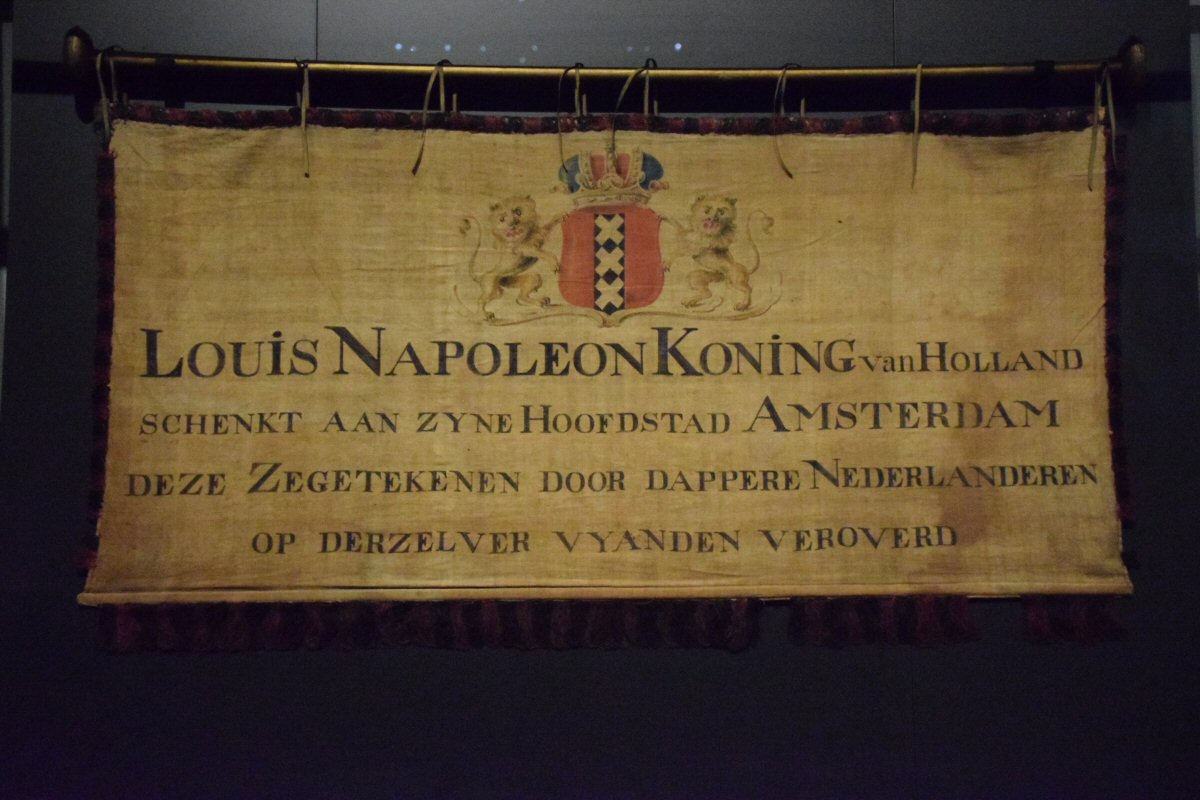 LOUiS NAPOLEON KONiNG van HOLLAND
SCHENKT AAN ZYNE HOOFDSTAD AMSTERDAM
DEZE ZEGETEKENEN DOOR DAPPERE NEDERLANDEREN
OP DERZELVER VYANDEN VEROVERD